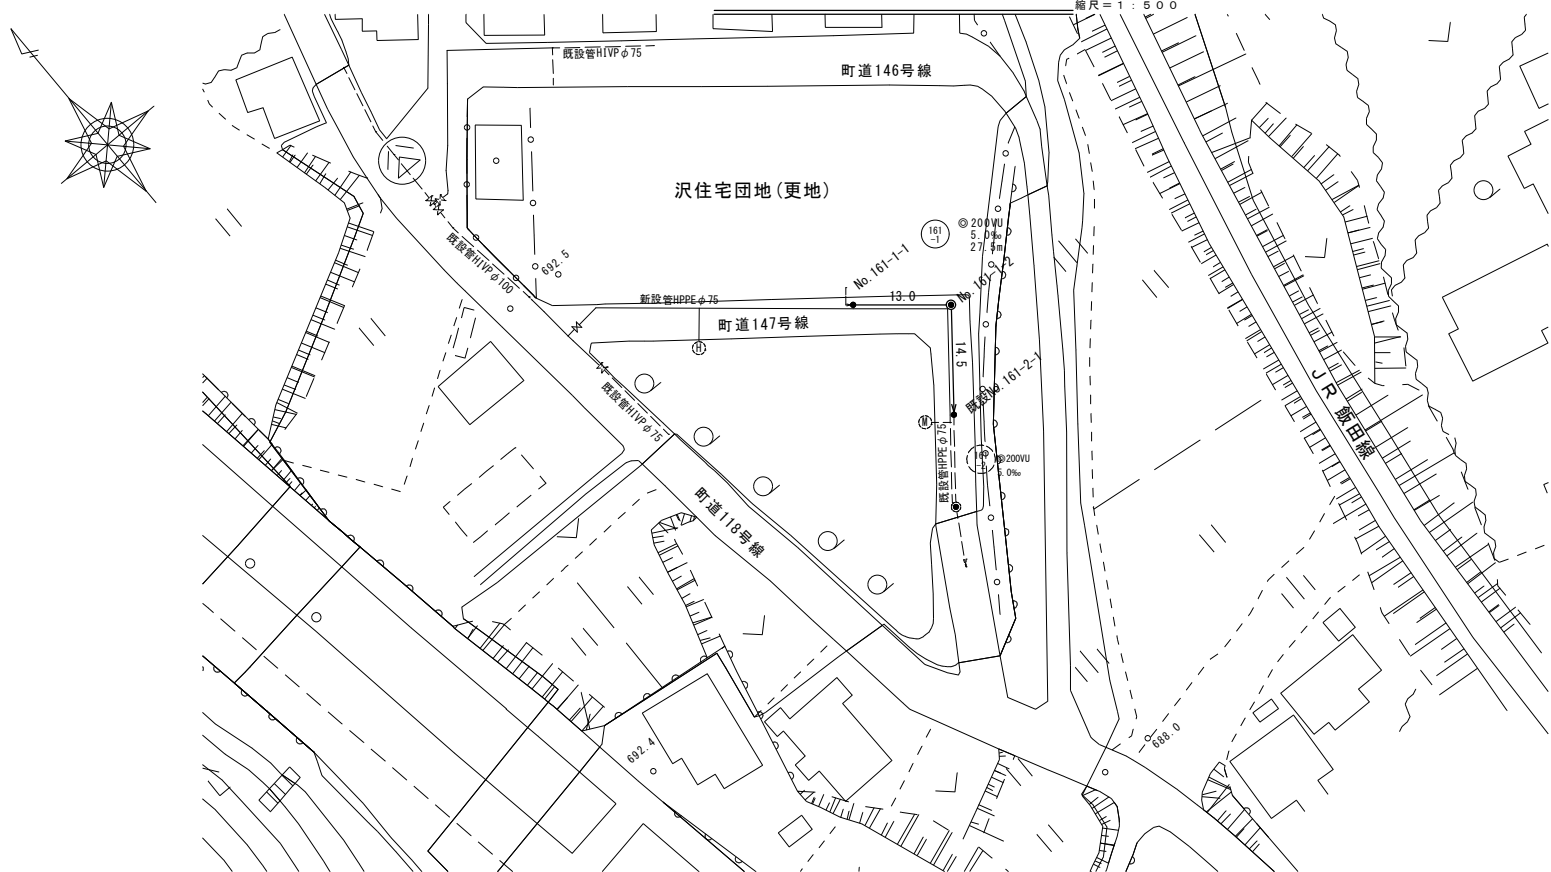 縮尺=1:500
既設管HIVPφ75
町道146号線
沢住宅団地(更地)
161
-1
◎200VU
5.0‰
27.5m
既設管HIVPφ100
692.5
No.161-1-1
No.161-1-2
新設管HPPEφ75
13.0
町道147号線
H
14.5
既設No.161-2-1
JR 飯田線
既設管HIVPφ75
M
既設管HPPEφ75
161
-2
◎200VU
5.0‰
町道118号線
692.4
688.0